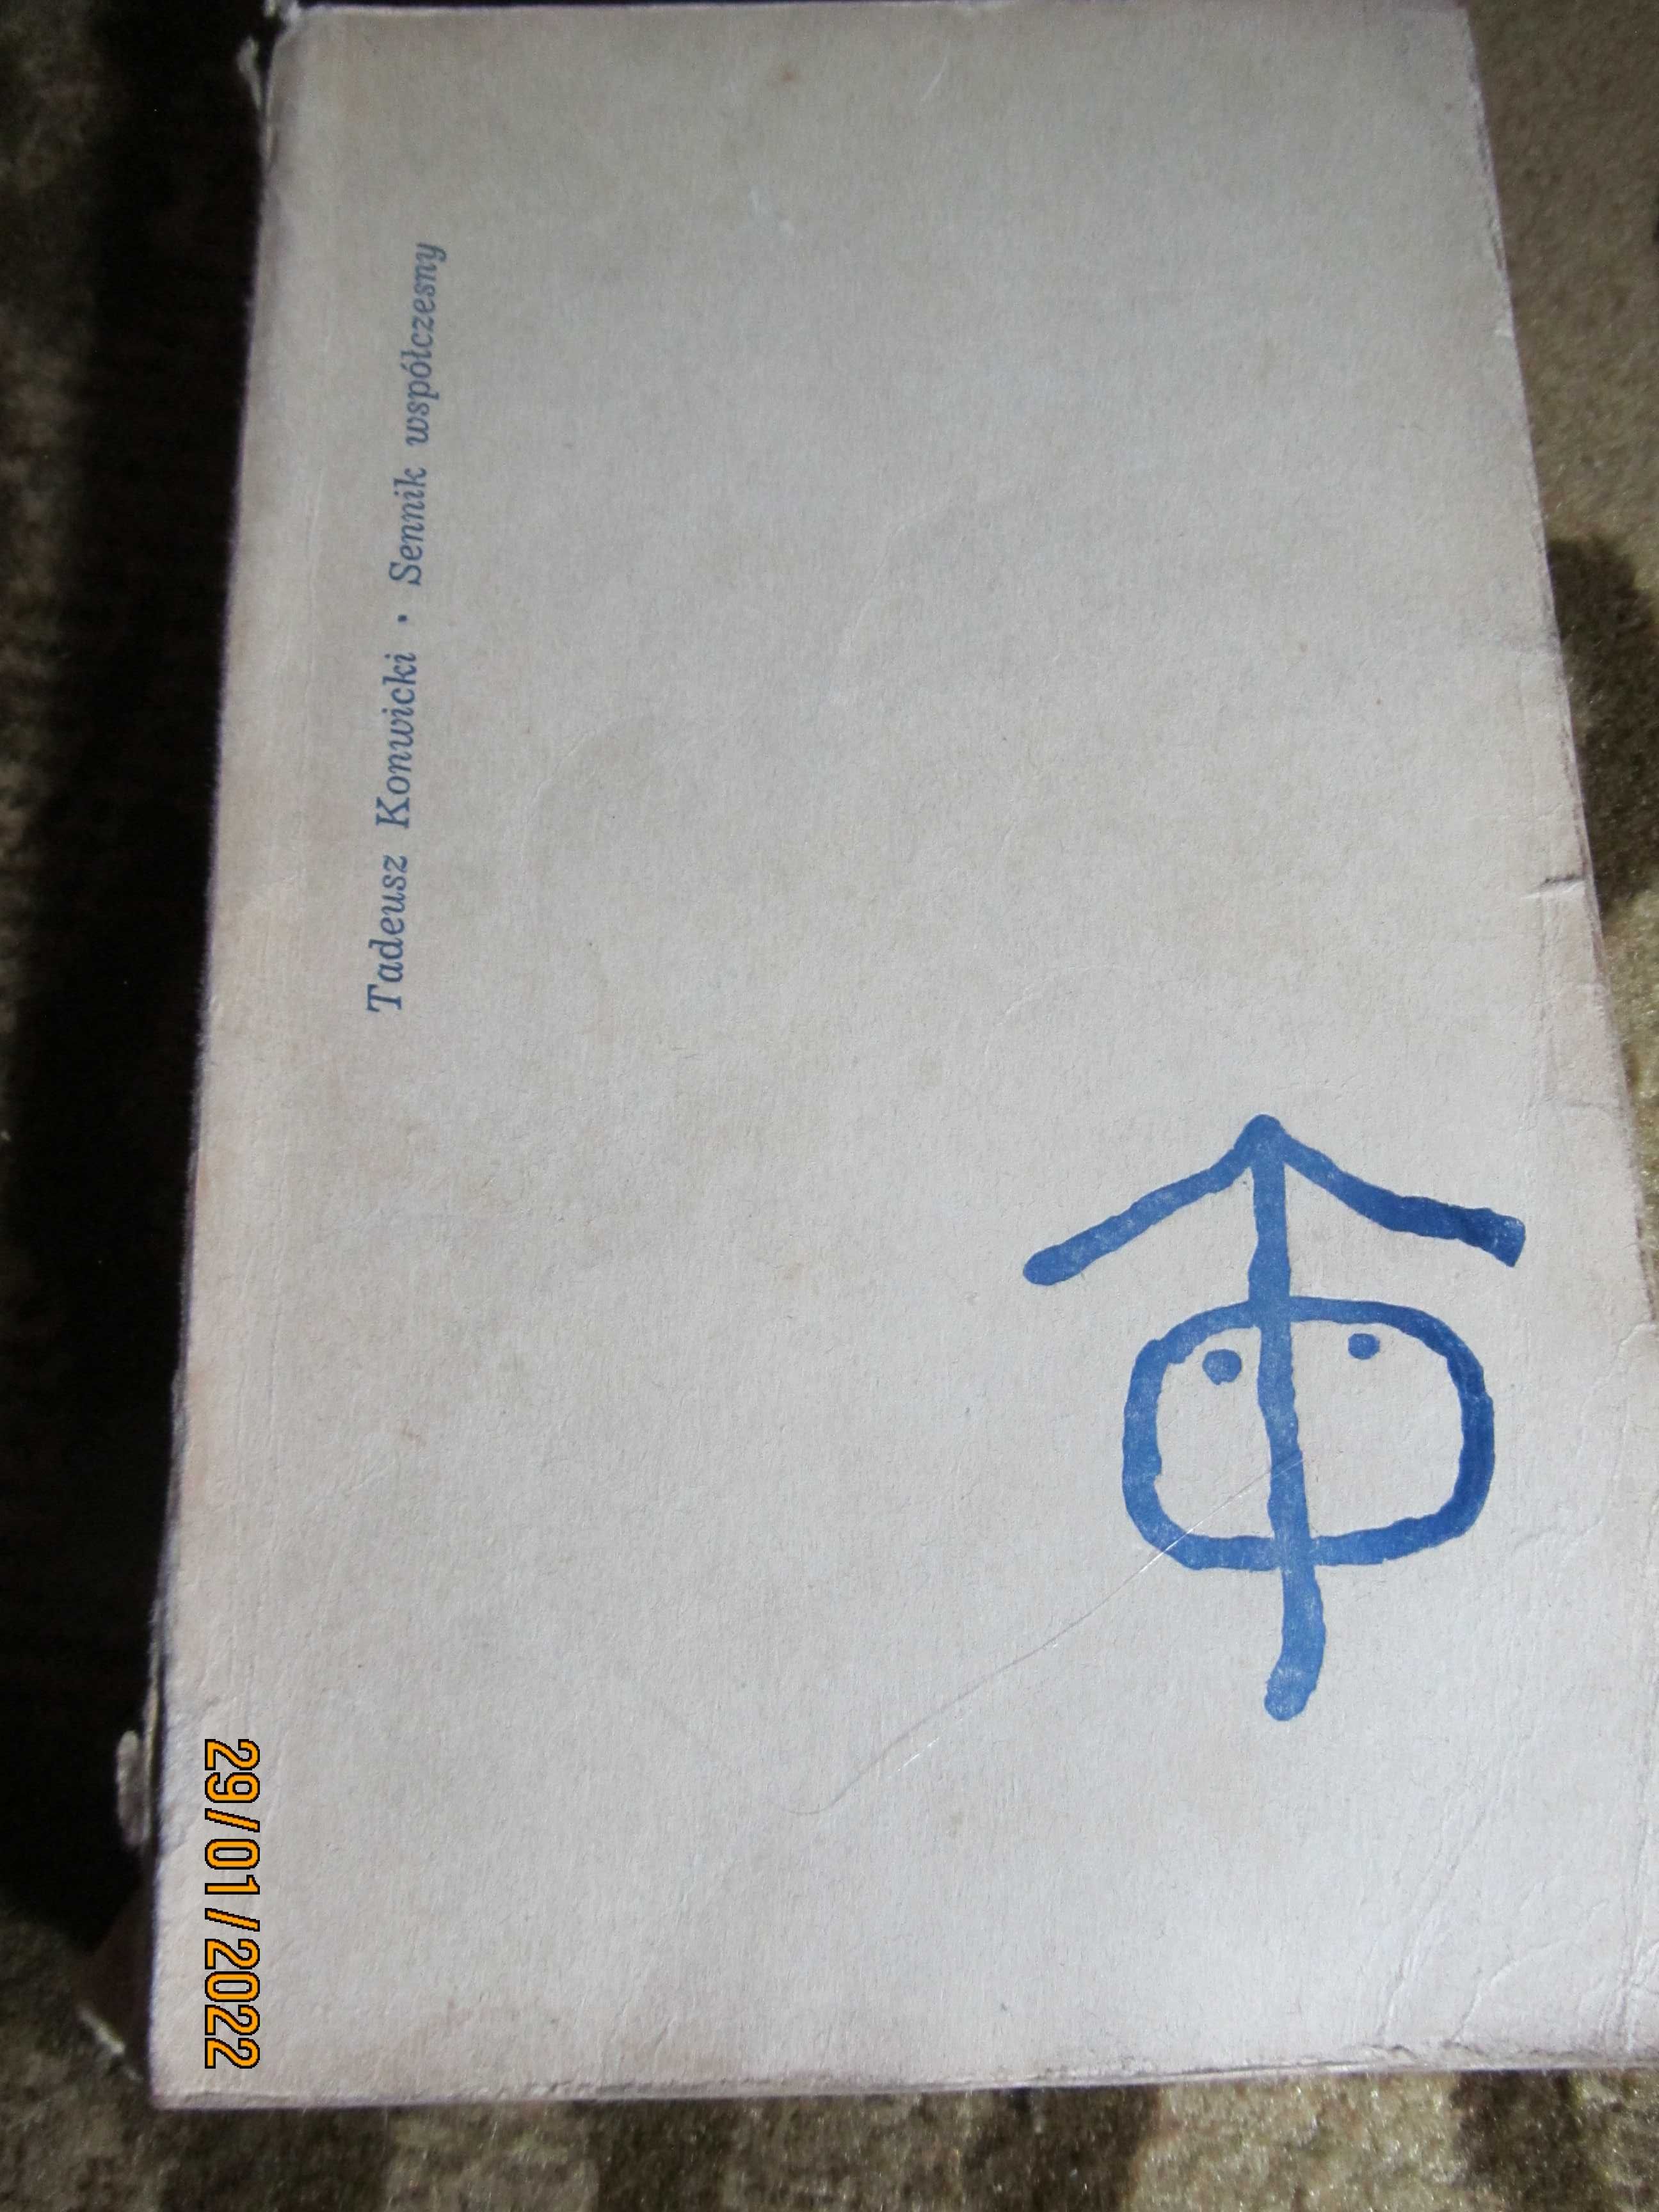 Tadeusz Konwicki · Sennik współczesny
29/01/2022